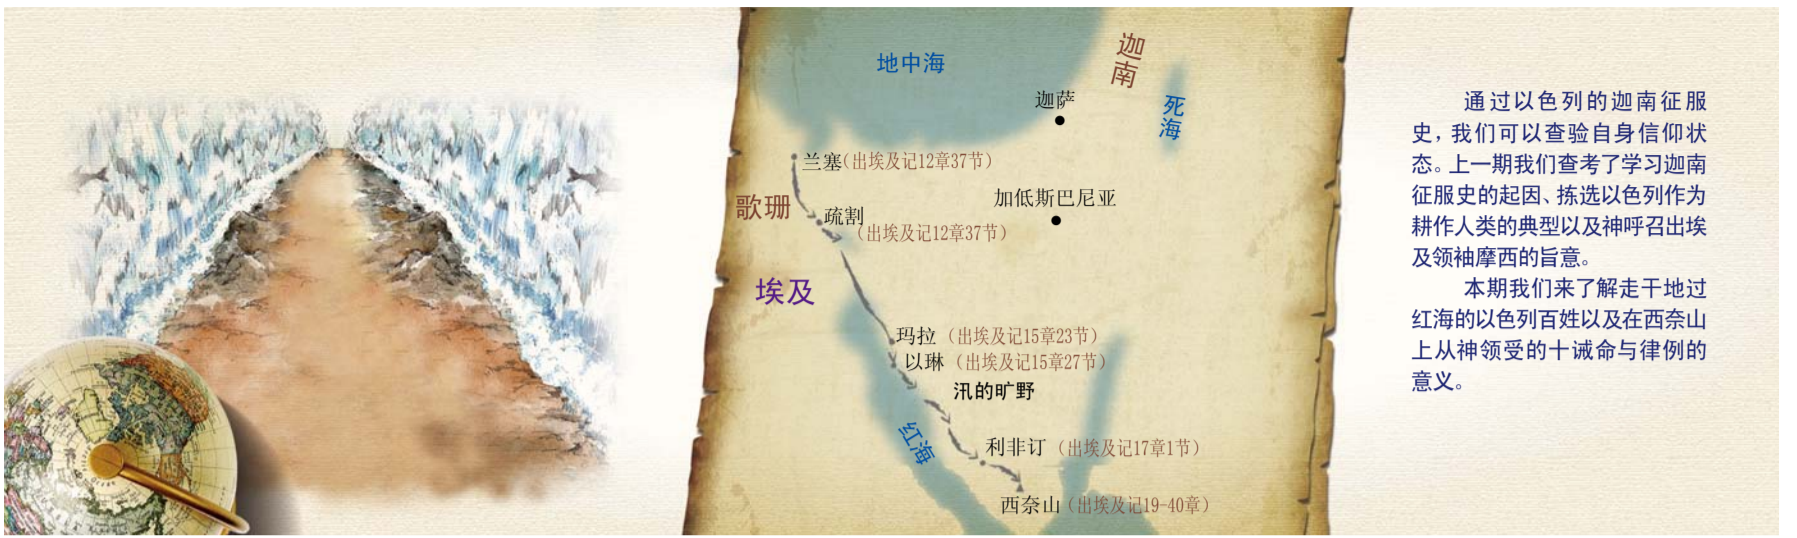 地中海
迦南
迦萨
死海
兰塞(出埃及记12章37节)
加低斯巴尼亚
歌珊
疏割
(出埃及记12章37节)
埃及
玛拉（出埃及记15章23节）
以琳（出埃及记15章27节）
汛的旷野
红海
利非订（出埃及记17章1节）
西奈山（出埃及记19-40章）
通过以色列的迦南征服
史，我们可以查验自身信仰状
态。上一期我们查考了学习迦南
征服史的起因、拣选以色列作为
耕作人类的典型以及神呼召出埃
及领袖摩西的旨意。
本期我们来了解走干地过
红海的以色列百姓以及在西奈山
上从神领受的十诫命与律例的
意义。